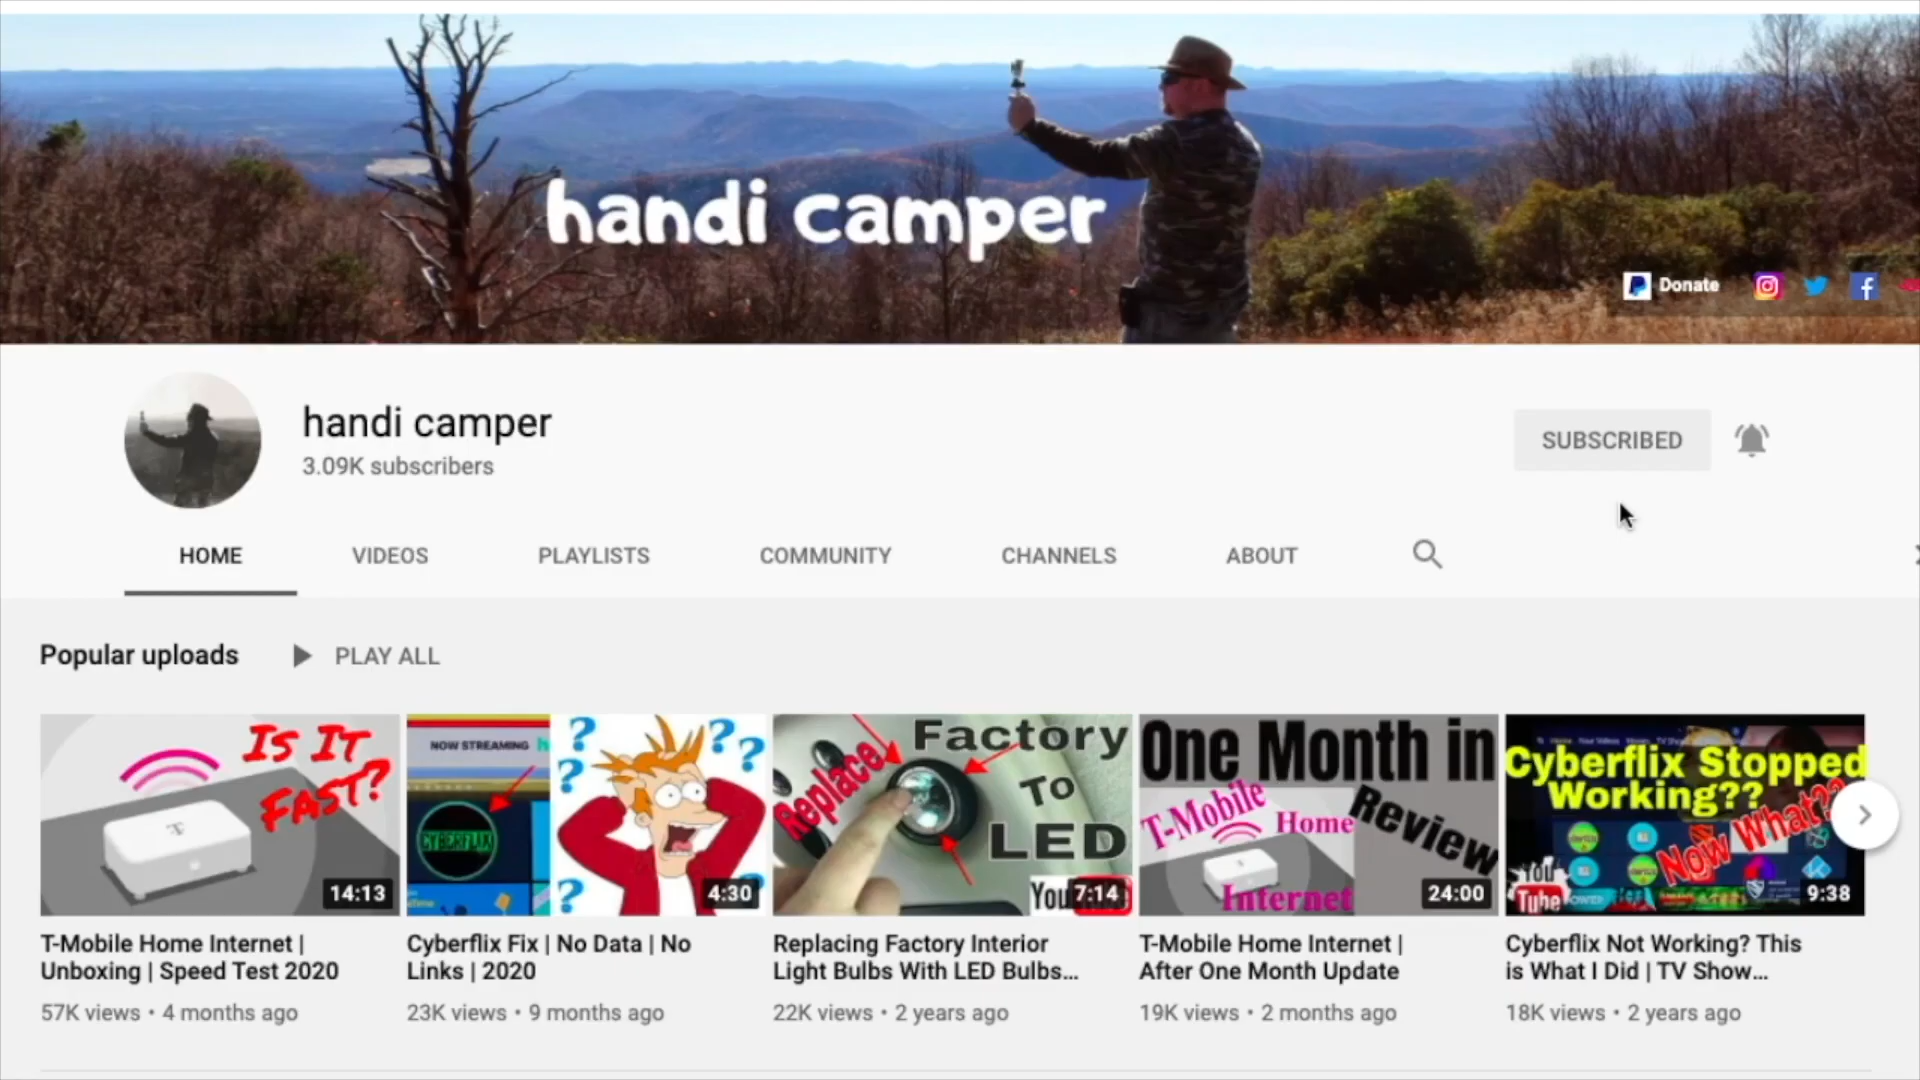 handi camper
Donate
handi camper
3.09K subscribers
SUBSCRIBED
HOME
VIDEOS
PLAYLISTS
COMMUNITY
CHANNELS
ABOUT
Popular uploads
PLAY ALL
IS IT
FAST?
T
14:13
NOW STREAMING h
CYBERFLIX
4:30
Factory
To
LED
Replace!
You
7:14
One Month in
Review
T-Mobile
Home
Internet
24:00
Cyberflix Stopped
Working??
Now What??
You
Tube
9:38
T-Mobile Home Internet |
Unboxing | Speed Test 2020
57K views • 4 months ago
Cyberflix Fix | No Data | No
Links | 2020
23K views • 9 months ago
Replacing Factory Interior
Light Bulbs With LED Bulbs...
22K views • 2 years ago
T-Mobile Home Internet |
After One Month Update
19K views • 2 months ago
Cyberflix Not Working? This
is What I Did | TV Show...
18K views • 2 years ago